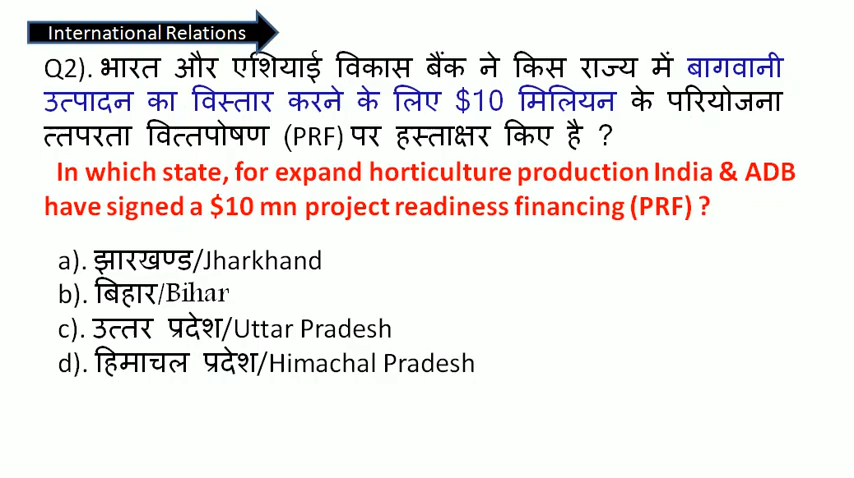 International Relations
Q2). भारत और एशियाई विकास बैंक ने किस राज्य में बागवानी
उत्पादन का विस्तार करने के लिए $10 मिलियन के परियोजना
त्तपरता वित्तपोषण (PRF) पर हस्ताक्षर किए है ?
In which state, for expand horticulture production India & ADB
have signed a $10 mn project readiness financing (PRF) ?
a). झारखण्ड/Jharkhand
b). बिहार/Bihar
c). उत्तर प्रदेश/Uttar Pradesh
d). हिमाचल प्रदेश/Himachal Pradesh